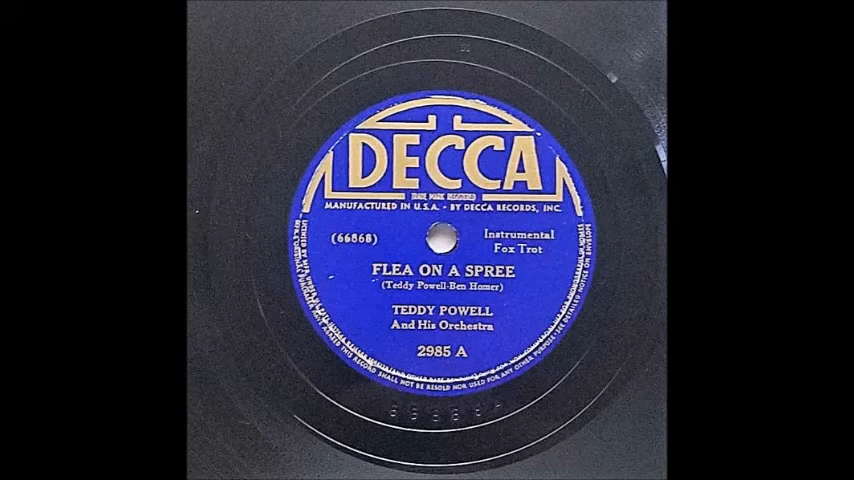 DECCA
TRADE MARK REGISTERED
MANUFACTURED IN U.S.A. · BY DECCA RECORDS, INC.
(66868)
Instrumental
Fox Trot
FLEA ON A SPREE
(Teddy Powell-Ben Homer)
TEDDY POWELL
And His Orchestra
2985 A